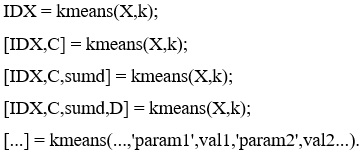 IDX = kmeans(X,k);
[IDX,C] = kmeans(X,k);
[IDX,C,sumd] = kmeans(X,k);
[IDX,C,sumd,D] = kmeans(X,k);
[...] = kmeans(...,'param1',val1,'param2',val2...).